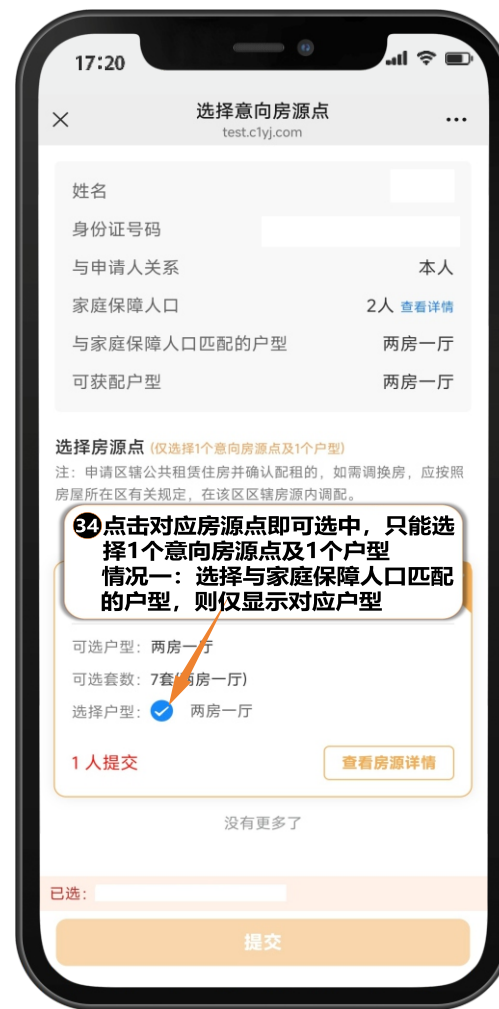 17:20
选择意向房源点
test.c1yj.com
姓名
身份证号码
与申请人关系 本人
家庭保障人口 2人 查看详情
与家庭保障人口匹配的户型 两房一厅
可获配户型 两房一厅
选择房源点 (仅选择1个意向房源点及1个户型)
注：申请区辖公共租赁住房并确认配租的，如需调换房，应按照
房屋所在区有关规定，在该区区辖房源内调配。
34点击对应房源点即可选中，只能选
择1个意向房源点及1个户型
情况一：选择与家庭保障人口匹配
的户型，则仅显示对应户型
可选户型：两房一厅
可选套数：7套(两房一厅)
选择户型： 两房一厅
1 人提交 查看房源详情
没有更多了
已选：
提交